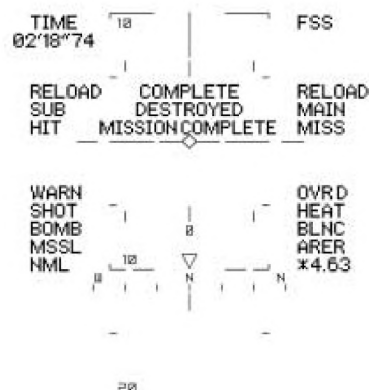 TIME 10 FSS
02'18"74
RELOAD COMPLETE RELOAD
SUB DESTROYED MAIN
HIT MISSION COMPLETE MISS
WARN OVRD
SHOT HEAT
BOMB 0 BLNC
MSSL ARER
NML 10 *4.63
N N
20